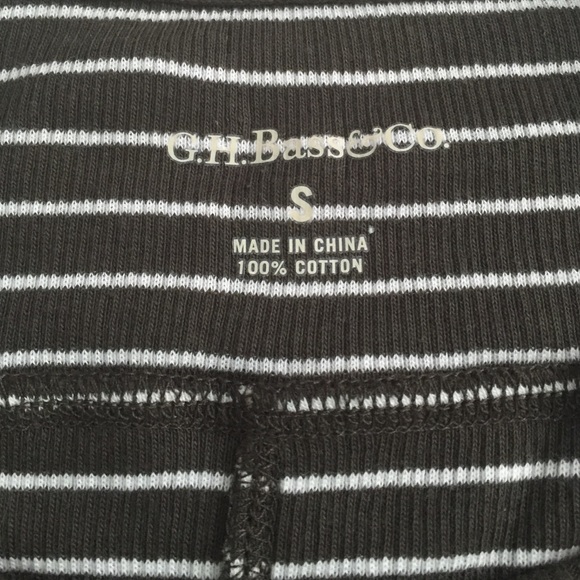 G.H.Bass&Co.
S
MADE IN CHINA
100% COTTON